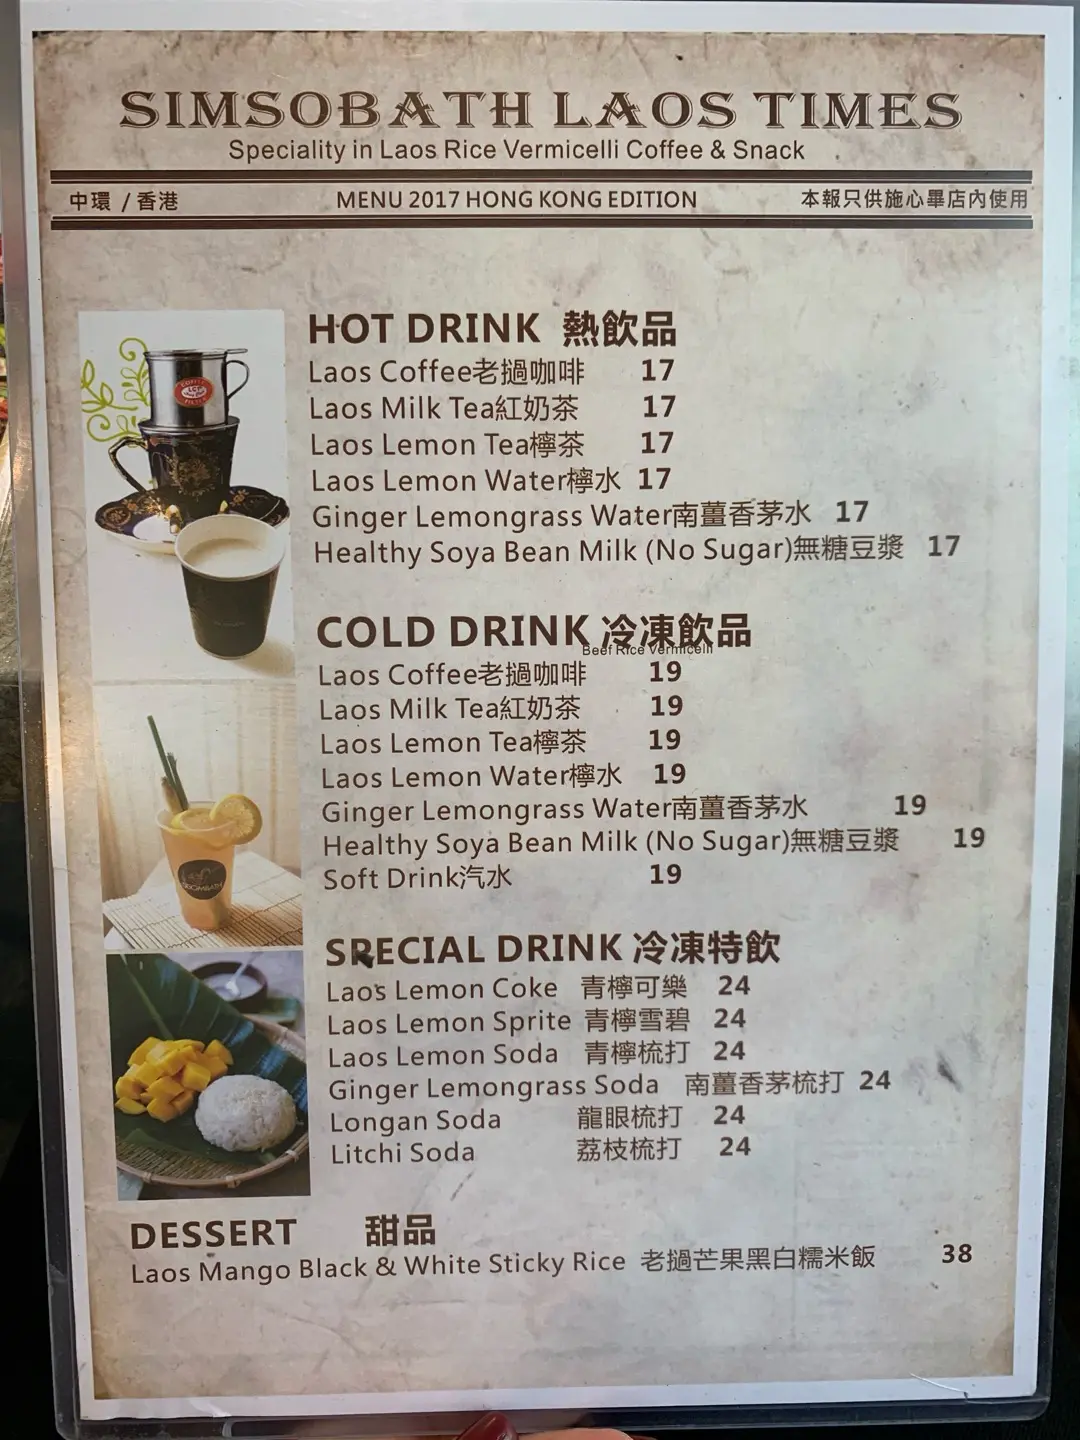 SIMSOBATH LAOS TIMES
Speciality in Laos Rice Vermicelli Coffee & Snack
中環 / 香港 MENU 2017 HONG KONG EDITION 本報只供施心畢店內使用
HOT DRINK 熱飲品
Laos Coffee老撾咖啡 17
Laos Milk Tea紅奶茶 17
Laos Lemon Tea檸茶 17
Laos Lemon Water檸水 17
Ginger Lemongrass Water南薑香茅水 17
Healthy Soya Bean Milk (No Sugar)無糖豆漿 17
COLD DRINK 冷凍飲品
Beef Rice Vermicelli
Laos Coffee老撾咖啡 19
Laos Milk Tea紅奶茶 19
Laos Lemon Tea檸茶 19
Laos Lemon Water檸水 19
Ginger Lemongrass Water南薑香茅水 19
Healthy Soya Bean Milk (No Sugar)無糖豆漿 19
Soft Drink汽水 19
SPECIAL DRINK 冷凍特飲
Laos Lemon Coke 青檸可樂 24
Laos Lemon Sprite 青檸雪碧 24
Laos Lemon Soda 青檸梳打 24
Ginger Lemongrass Soda 南薑香茅梳打 24
Longan Soda 龍眼梳打 24
Litchi Soda 荔枝梳打 24
DESSERT 甜品
Laos Mango Black & White Sticky Rice 老撾芒果黑白糯米飯 38